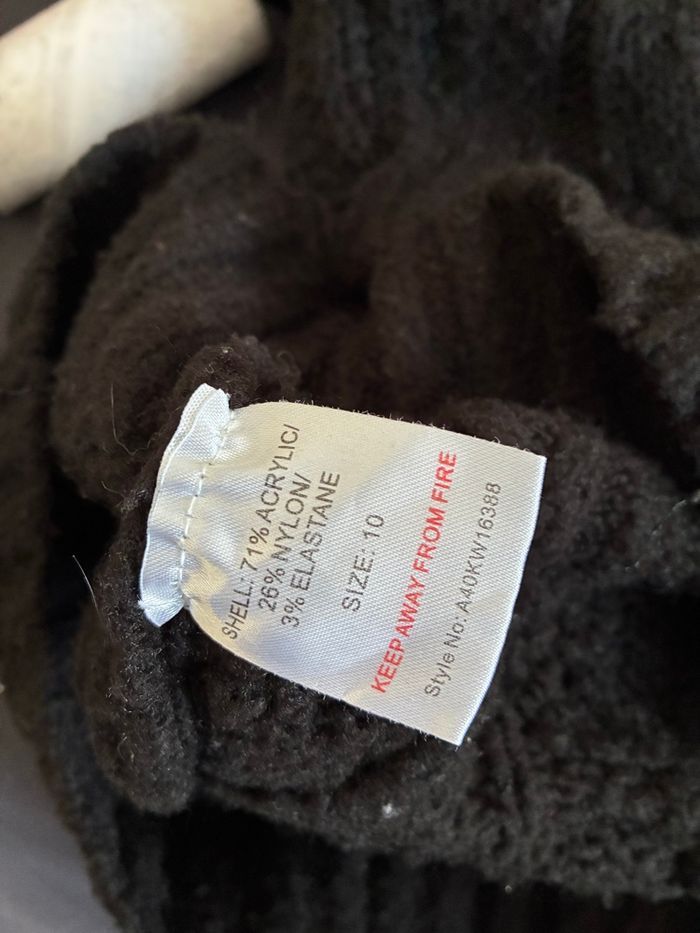 SHELL: 71% ACRYLIC/
26% NYLON/
3% ELASTANE
SIZE: 10
KEEP AWAY FROM FIRE
Style No: A40KW16388